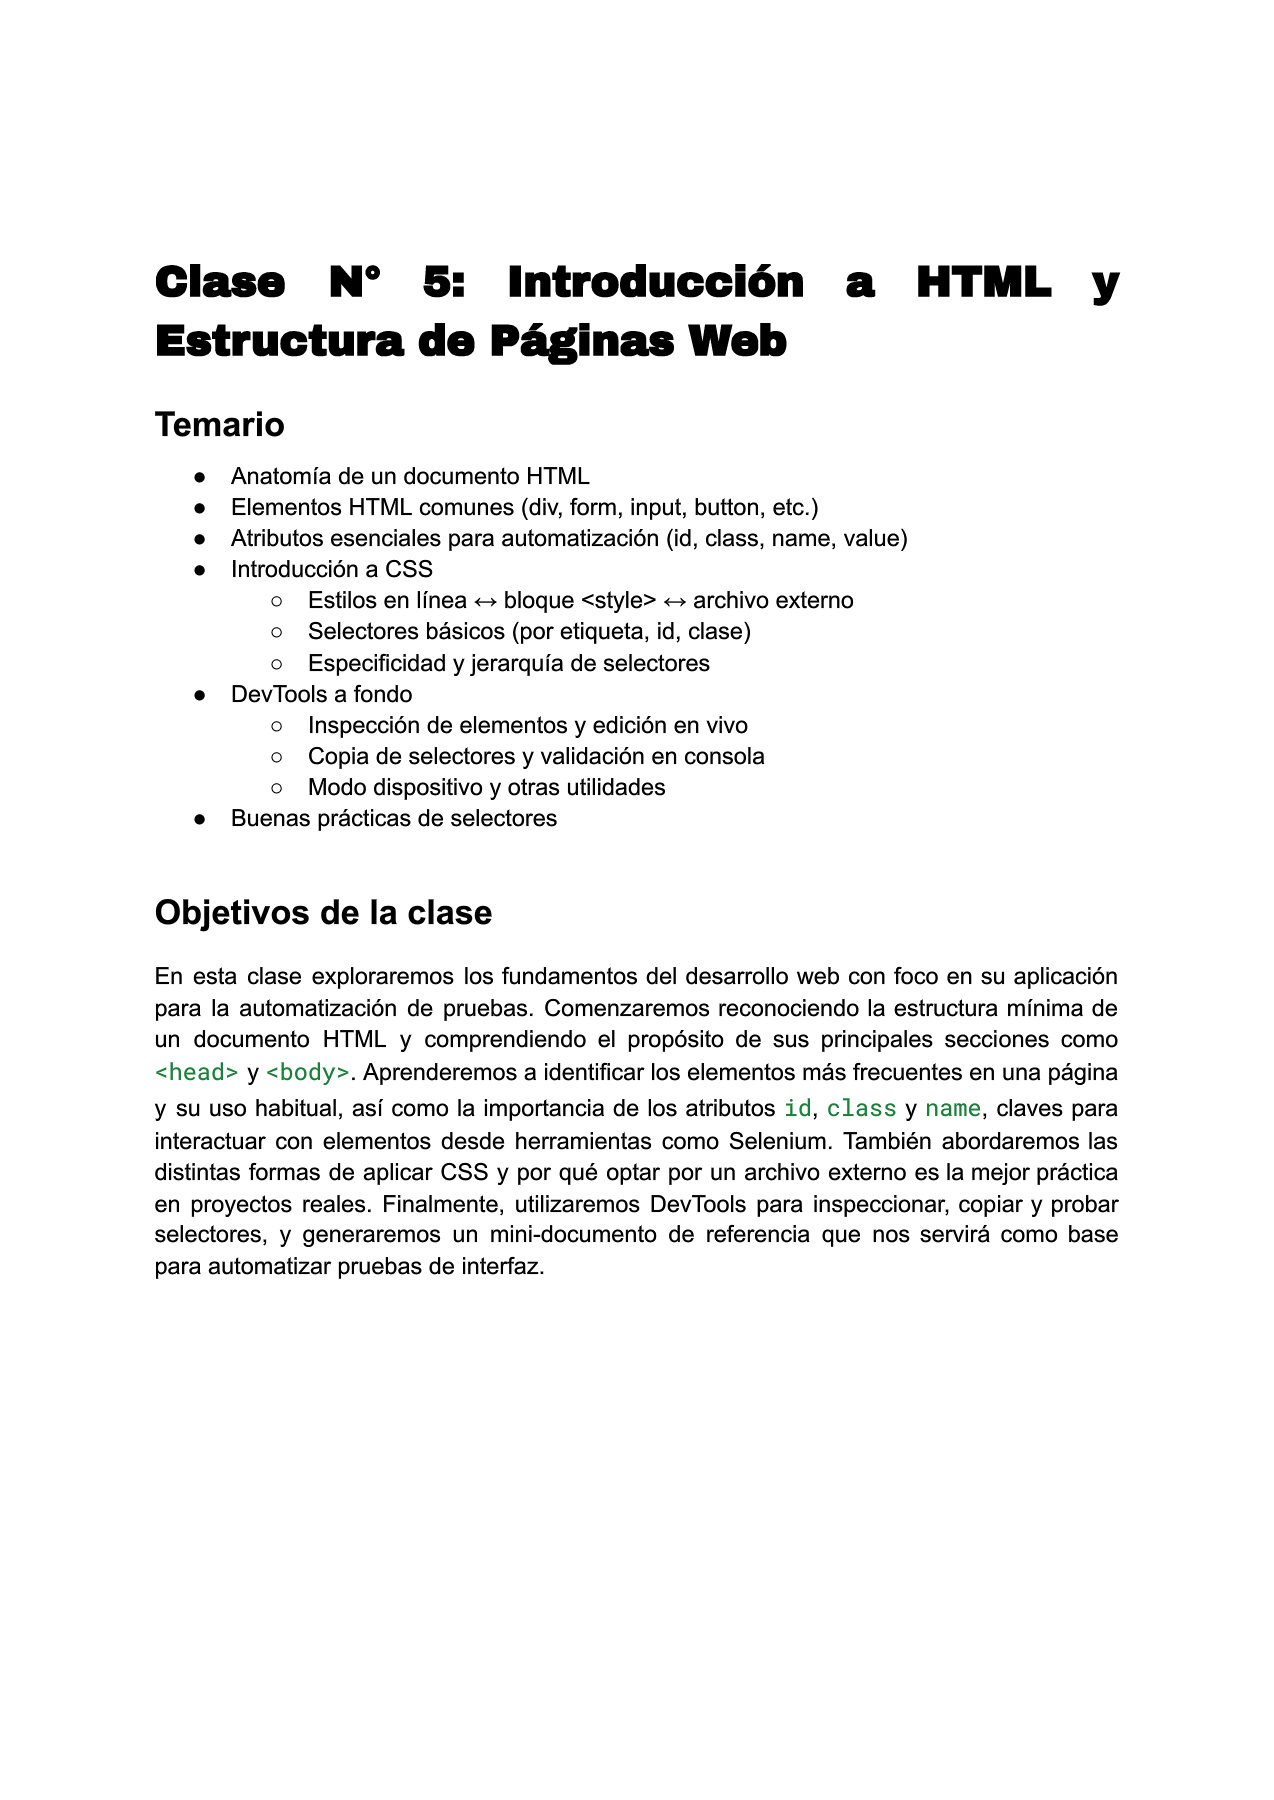 Clase N° 5: Introducción a HTML y
Estructura de Páginas Web
Temario
● Anatomía de un documento HTML
● Elementos HTML comunes (div, form, input, button, etc.)
● Atributos esenciales para automatización (id, class, name, value)
● Introducción a CSS
○ Estilos en línea ↔ bloque <style> ↔ archivo externo
○ Selectores básicos (por etiqueta, id, clase)
○ Especificidad y jerarquía de selectores
● DevTools a fondo
○ Inspección de elementos y edición en vivo
○ Copia de selectores y validación en consola
○ Modo dispositivo y otras utilidades
● Buenas prácticas de selectores
Objetivos de la clase
En esta clase exploraremos los fundamentos del desarrollo web con foco en su aplicación
para la automatización de pruebas. Comenzaremos reconociendo la estructura mínima de
un documento HTML y comprendiendo el propósito de sus principales secciones como
<head> y <body>. Aprenderemos a identificar los elementos más frecuentes en una página
y su uso habitual, así como la importancia de los atributos id, class y name, claves para
interactuar con elementos desde herramientas como Selenium. También abordaremos las
distintas formas de aplicar CSS y por qué optar por un archivo externo es la mejor práctica
en proyectos reales. Finalmente, utilizaremos DevTools para inspeccionar, copiar y probar
selectores, y generaremos un mini-documento de referencia que nos servirá como base
para automatizar pruebas de interfaz.